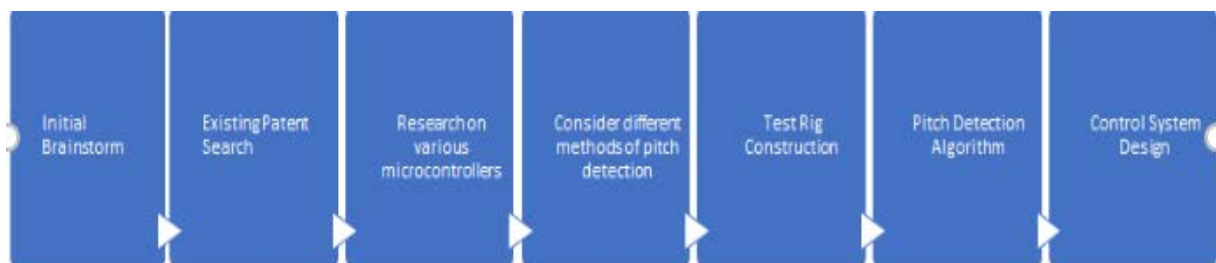 Initial
Brainstorm
Existing Patent
Search
Research on
various
microcontrollers
Consider different
methods of pitch
detection
Test Rig
Construction
Pitch Detection
Algorithm
Control System
Design